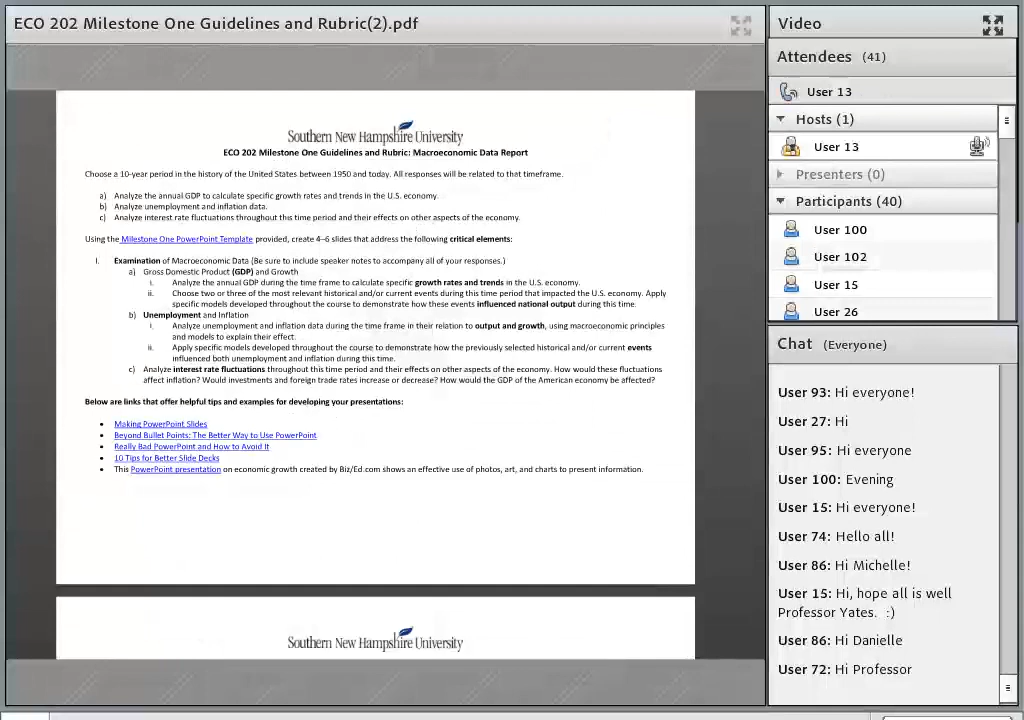 ECO 202 Milestone One Guidelines and Rubric(2).pdf
Southern New Hampshire University
ECO 202 Milestone One Guidelines and Rubric: Macroeconomic Data Report
Choose a 10-year period in the history of the United States between 1950 and today. All responses will be related to that timeframe.
a) Analyze the annual GDP to calculate specific growth rates and trends in the U.S. economy.
b) Analyze unemployment and inflation data.
c) Analyze interest rate fluctuations throughout this time period and their effects on other aspects of the economy.
Using the Milestone One PowerPoint Template provided, create 4–6 slides that address the following critical elements:
I. Examination of Macroeconomic Data (Be sure to include speaker notes to accompany all of your responses.)
a) Gross Domestic Product (GDP) and Growth
i. Analyze the annual GDP during the time frame to calculate specific growth rates and trends in the U.S. economy.
ii. Choose two or three of the most relevant historical and/or current events during this time period that impacted the U.S. economy. Apply
specific models developed throughout the course to demonstrate how these events influenced national output during this time.
b) Unemployment and Inflation
i. Analyze unemployment and inflation data during the time frame in their relation to output and growth, using macroeconomic principles
and models to explain their effect.
ii. Apply specific models developed throughout the course to demonstrate how the previously selected historical and/or current events
influenced both unemployment and inflation during this time.
c) Analyze interest rate fluctuations throughout this time period and their effects on other aspects of the economy. How would these fluctuations
affect inflation? Would investments and foreign trade rates increase or decrease? How would the GDP of the American economy be affected?
Below are links that offer helpful tips and examples for developing your presentations:
• Making PowerPoint Slides
• Beyond Bullet Points: The Better Way to Use PowerPoint
• Really Bad PowerPoint and How to Avoid It
• 10 Tips for Better Slide Decks
• This PowerPoint presentation on economic growth created by Biz/Ed.com shows an effective use of photos, art, and charts to present information.
Southern New Hampshire University
Video
Attendees (41)
User 13
Hosts (1)
User 13
Presenters (0)
Participants (40)
User 100
User 102
User 15
User 26
Chat (Everyone)
User 93: Hi everyone!
User 27: Hi
User 95: Hi everyone
User 100: Evening
User 15: Hi everyone!
User 74: Hello all!
User 86: Hi Michelle!
User 15: Hi, hope all is well
Professor Yates. :)
User 86: Hi Danielle
User 72: Hi Professor